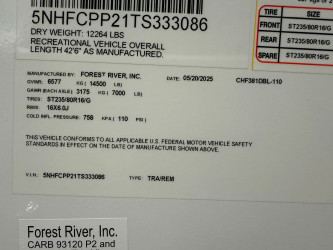 5NHFCPP21TS333086
DRY WEIGHT: 12264 LBS
RECREATIONAL VEHICLE OVERALL
LENGTH 42'6" AS MANUFACTURED
TIRE SIZE
FRONT ST235/80R16/G
REAR ST235/80R16/G
SPARE ST235/80R16/G
MANUFACTURED BY: FOREST RIVER, INC. DATE: 05/20/2025 CHF381DBL-110
GVWR: 6577 KG ( 14500 LB)
GAWR (EACH AXLE) 3175 KG ( 7000 LB)
TIRES: ST235/80R16/G
RIMS: 16X6.0J
COLD INFL. PRESSURE: 758 KPA ( 110 PSI)
THIS VEHICLE CONFORMS TO ALL APPLICABLE U.S. FEDERAL MOTOR VEHICLE SAFETY
STANDARDS IN EFFECT ON THE DATE OF MANUFACTURE SHOWN ABOVE.
V.I.N.: 5NHFCPP21TS333086 TYPE: TRA/REM
Forest River, Inc.
CARB 93120 P2 and